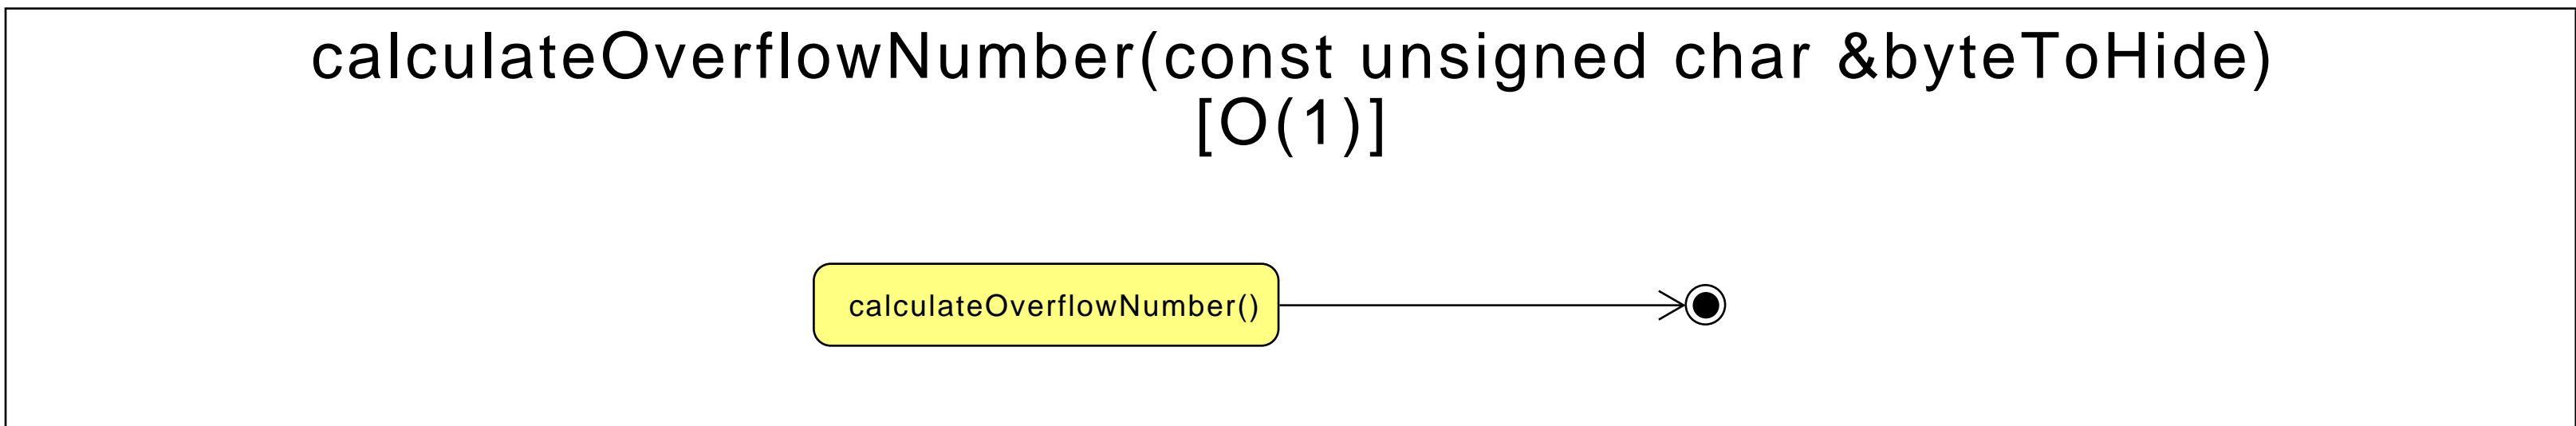 calculateOverflowNumber(const unsigned char &byteToHide)
[O(1)]
calculateOverflowNumber()